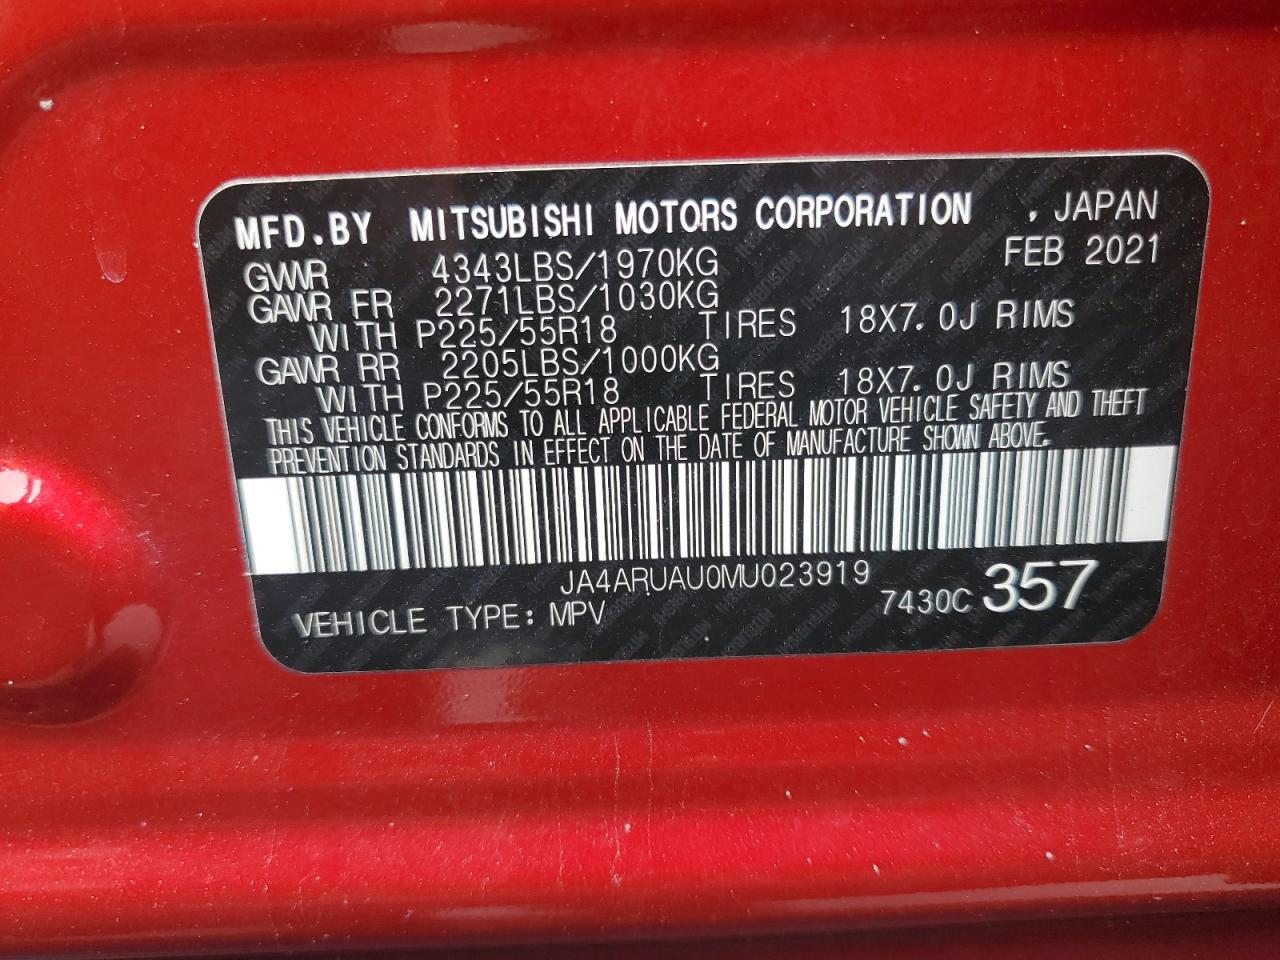 MFD.BY MITSUBISHI MOTORS CORPORATION , JAPAN
GVWR 4343LBS/1970KG FEB 2021
GAWR FR 2271LBS/1030KG
WITH P225/55R18 TIRES 18X7.0J RIMS
GAWR RR 2205LBS/1000KG
WITH P225/55R18 TIRES 18X7.0J RIMS
THIS VEHICLE CONFORMS TO ALL APPLICABLE FEDERAL MOTOR VEHICLE SAFETY AND THEFT
PREVENTION STANDARDS IN EFFECT ON THE DATE OF MANUFACTURE SHOWN ABOVE.
JA4ARUAU0MU023919
VEHICLE TYPE: MPV 7430C 357